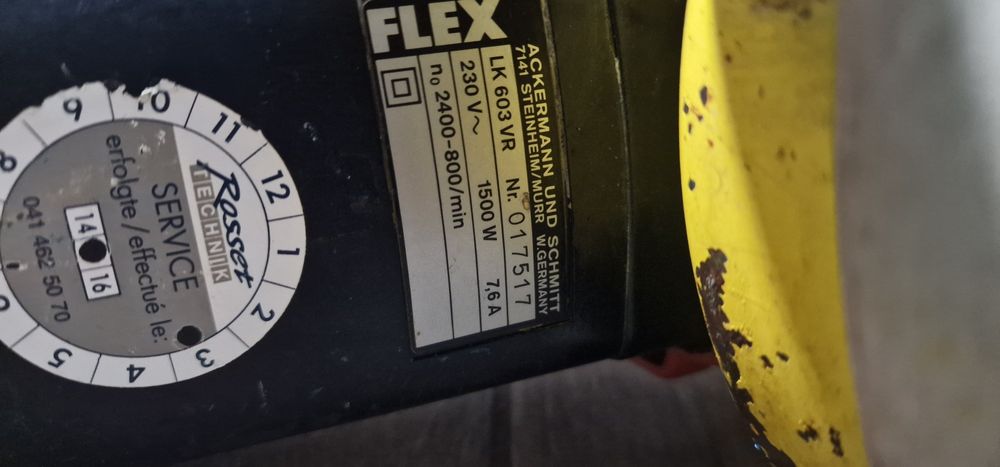 FLEX
ACKERMANN UND SCHMITT
7141 STEINHEIM/MURR W.GERMANY
LK 603 VR Nr. 017517
230 V~ 1500 W 7,6 A
n₀ 2400-800/min
Rosset
TECHNIK
SERVICE
erfolgte/effectué le:
14 16
041 462 50 70
12
1
2
3
4
5
9
10
11